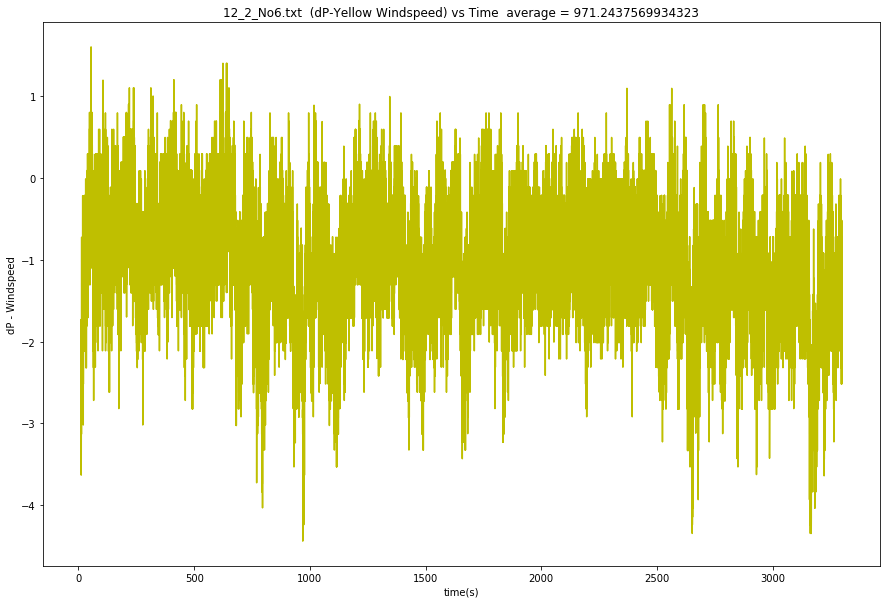 12_2_No6.txt  (dP-Yellow Windspeed) vs Time  average = 971.2437569934323
1
0
−1
−2
−3
−4
dP - Windspeed
0 500 1000 1500 2000 2500 3000
time(s)